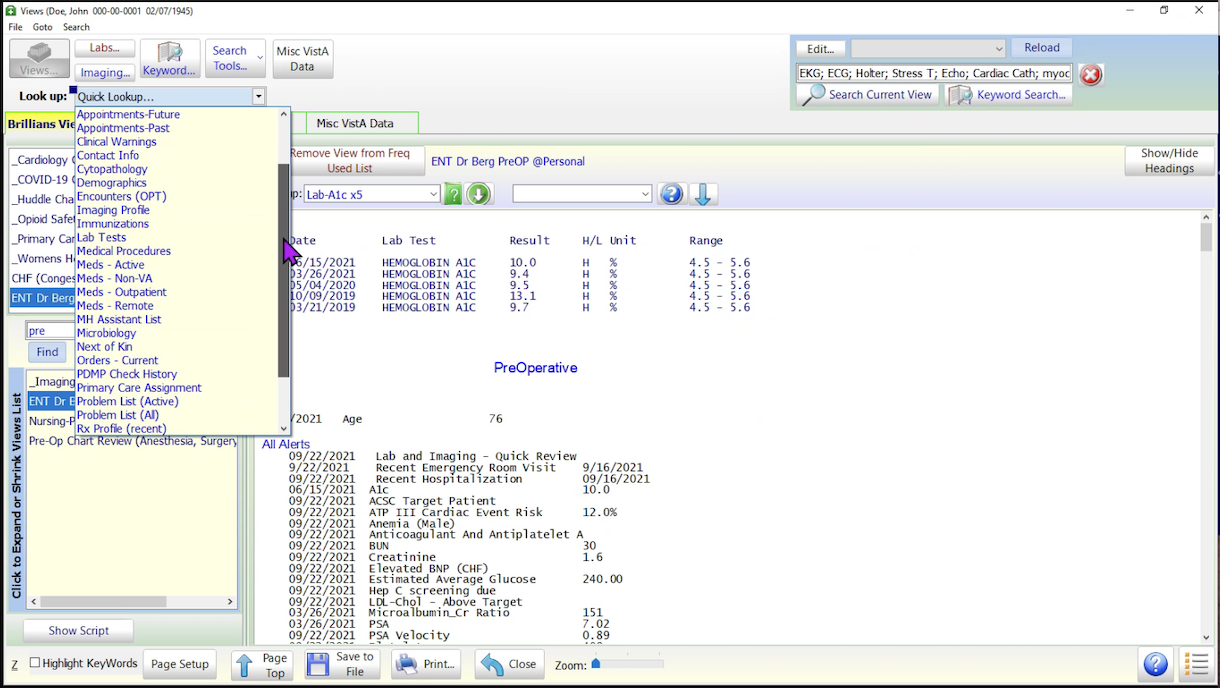 Views (Doe, John 000-00-0001 02/07/1945)
File Goto Search
Views...
Labs...
Imaging...
Keyword...
Search Tools...
Misc VistA Data
Edit...
Reload
EKG; ECG; Holter; Stress T; Echo; Cardiac Cath; myoc
Search Current View
Keyword Search...
Look up: Quick Lookup...
Brillians Vie
Misc VistA Data
Appointments-Future
Appointments-Past
Clinical Warnings
Contact Info
Cytopathology
Demographics
Encounters (OPT)
Imaging Profile
Immunizations
Lab Tests
Medical Procedures
Meds - Active
Meds - Non-VA
Meds - Outpatient
Meds - Remote
MH Assistant List
Microbiology
Next of Kin
Orders - Current
PDMP Check History
Primary Care Assignment
Problem List (Active)
Problem List (All)
Rx Profile (recent)
_Cardiology
_COVID-19
_Huddle Cha
_Opioid Safe
_Primary Car
_Womens H
CHF (Conges
ENT Dr Berg
pre
Find
_Imaging
ENT Dr B
Nursing-P
Pre-Op Chart Review (Anesthesia, Surgery
Click to Expand or Shrink Views List
Show Script
Remove View from Freq
Used List
ENT Dr Berg PreOP @Personal
Show/Hide
Headings
p: Lab-A1c x5
Date Lab Test Result H/L Unit Range
06/15/2021 HEMOGLOBIN A1C 10.0 H % 4.5 - 5.6
03/26/2021 HEMOGLOBIN A1C 9.4 H % 4.5 - 5.6
05/04/2020 HEMOGLOBIN A1C 9.5 H % 4.5 - 5.6
10/09/2019 HEMOGLOBIN A1C 13.1 H % 4.5 - 5.6
03/21/2019 HEMOGLOBIN A1C 9.7 H % 4.5 - 5.6
PreOperative
/2021 Age 76
All Alerts
09/22/2021 Lab and Imaging - Quick Review
9/22/2021 Recent Emergency Room Visit 9/16/2021
09/22/2021 Recent Hospitalization 09/16/2021
06/15/2021 A1c 10.0
09/22/2021 ACSC Target Patient
09/22/2021 ATP III Cardiac Event Risk 12.0%
09/22/2021 Anemia (Male)
09/22/2021 Anticoagulant And Antiplatelet A
09/22/2021 BUN 30
09/22/2021 Creatinine 1.6
09/22/2021 Elevated BNP (CHF)
09/22/2021 Estimated Average Glucose 240.00
09/22/2021 Hep C screening due
09/22/2021 LDL-Chol - Above Target
03/26/2021 Microalbumin_Cr Ratio 151
03/26/2021 PSA 7.02
09/22/2021 PSA Velocity 0.89
Z Highlight KeyWords
Page Setup
Page Top
Save to File
Print...
Close
Zoom: